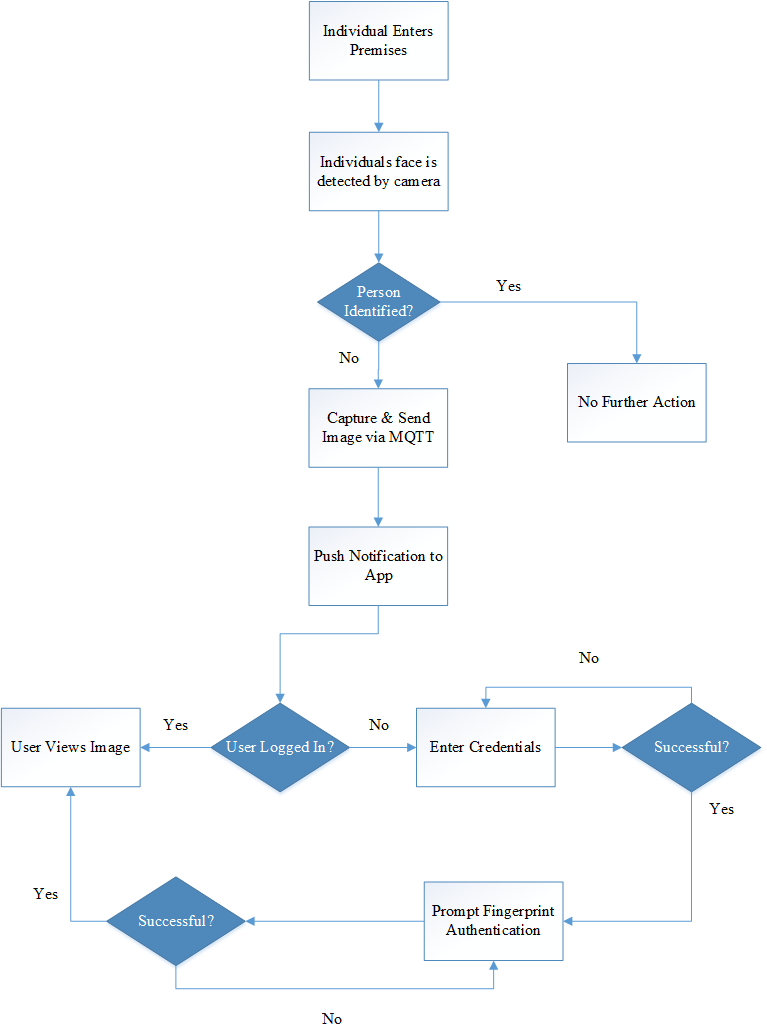 Individual Enters
Premises
Individuals face is
detected by camera
Person
Identified?
Yes
No
No Further Action
Capture & Send
Image via MQTT
Push Notification to
App
No
User Views Image
Yes
User Logged In?
No
Enter Credentials
Successful?
Yes
Yes
Successful?
Prompt Fingerprint
Authentication
No